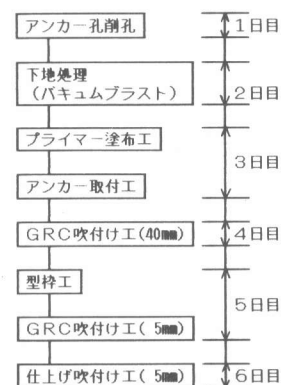 アンカー孔削孔
1日目
下地処理
(バキュムブラスト)
2日目
プライマー塗布工
3日目
アンカー取付工
GRC吹付け工(40mm)
4日目
型枠工
5日目
GRC吹付け工( 5mm)
仕上げ吹付け工( 5mm)
6日目